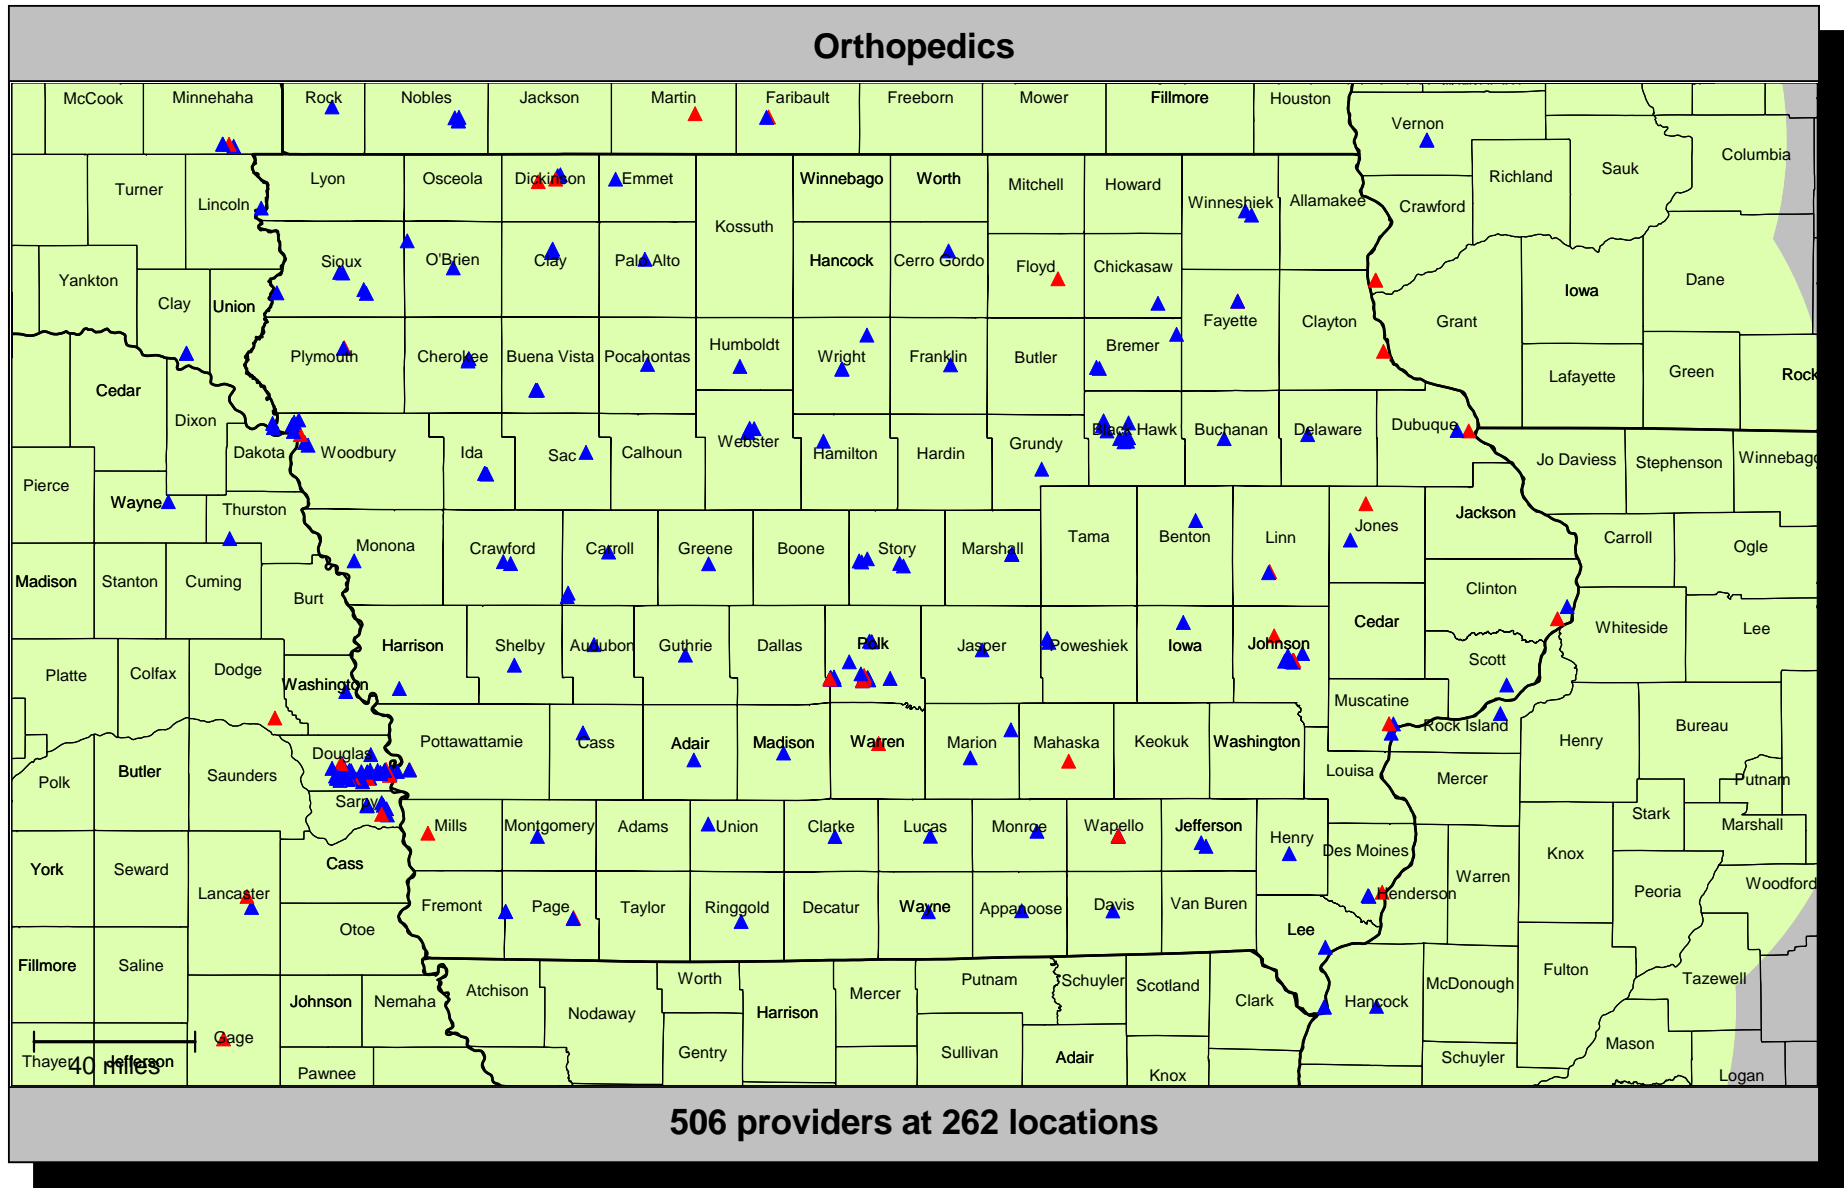 Orthopedics
McCook Minnehaha Rock Nobles Jackson Martin Faribault Freeborn Mower Fillmore Houston
Vernon
Columbia
Sauk
Richland
Turner Lyon Osceola Dickinson Emmet Winnebago Worth Mitchell Howard
Lincoln Winneshiek Allamakee Crawford
Kossuth
Yankton Sioux O'Brien Clay Palo Alto Hancock Cerro Gordo Floyd Chickasaw Dane
Clay Union Iowa
Fayette Clayton Grant
Plymouth Cherokee Buena Vista Pocahontas Humboldt Wright Franklin Butler Bremer
Cedar Lafayette Green Rock
Dixon Black Hawk Buchanan Delaware Dubuque
Dakota Woodbury Ida Sac Calhoun Webster Hamilton Hardin Grundy Jo Daviess Stephenson Winnebago
Pierce
Wayne Thurston Jackson
Jones
Monona Crawford Carroll Greene Boone Story Marshall Tama Benton Linn Carroll Ogle
Madison Stanton Cuming Burt Clinton
Harrison Shelby Audubon Guthrie Dallas Polk Jasper Poweshiek Iowa Johnson Cedar Whiteside Lee
Platte Colfax Dodge Scott
Washington Muscatine
Rock Island Bureau
Douglas Pottawattamie Cass Adair Madison Warren Marion Mahaska Keokuk Washington Henry
Polk Butler Saunders Louisa Mercer Putnam
Sarpy Stark
Mills Montgomery Adams Union Clarke Lucas Monroe Wapello Jefferson Henry Marshall
York Seward Cass Des Moines Knox
Lancaster Warren Peoria Woodford
Henderson
Fremont Page Taylor Ringgold Decatur Wayne Appanoose Davis Van Buren
Otoe Lee
Fillmore Saline Fulton Tazewell
Johnson Nemaha Atchison Worth Mercer Putnam Schuyler Scotland Clark Hancock McDonough
Nodaway Harrison
Gage Gentry Sullivan Adair Schuyler Mason
Thayer Jefferson
40 miles
Pawnee Knox Logan
506 providers at 262 locations